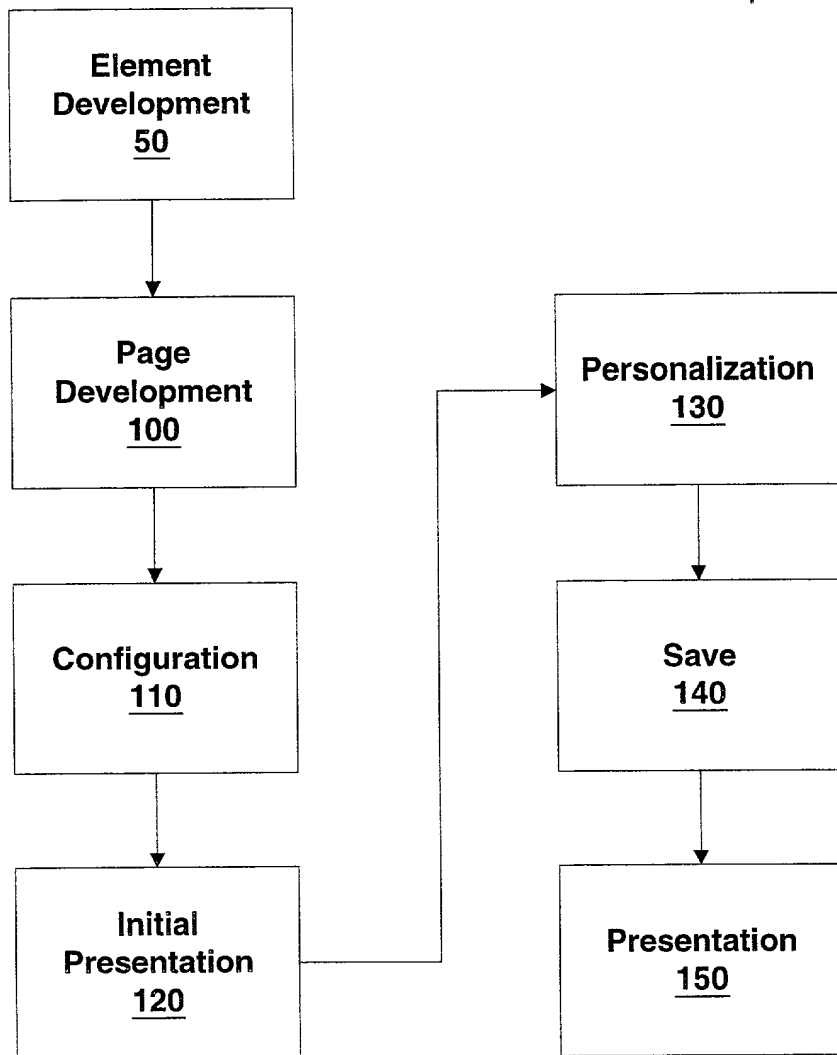 Element
Development
50
Page
Development
100
Configuration
110
Initial
Presentation
120
Personalization
130
Save
140
Presentation
150